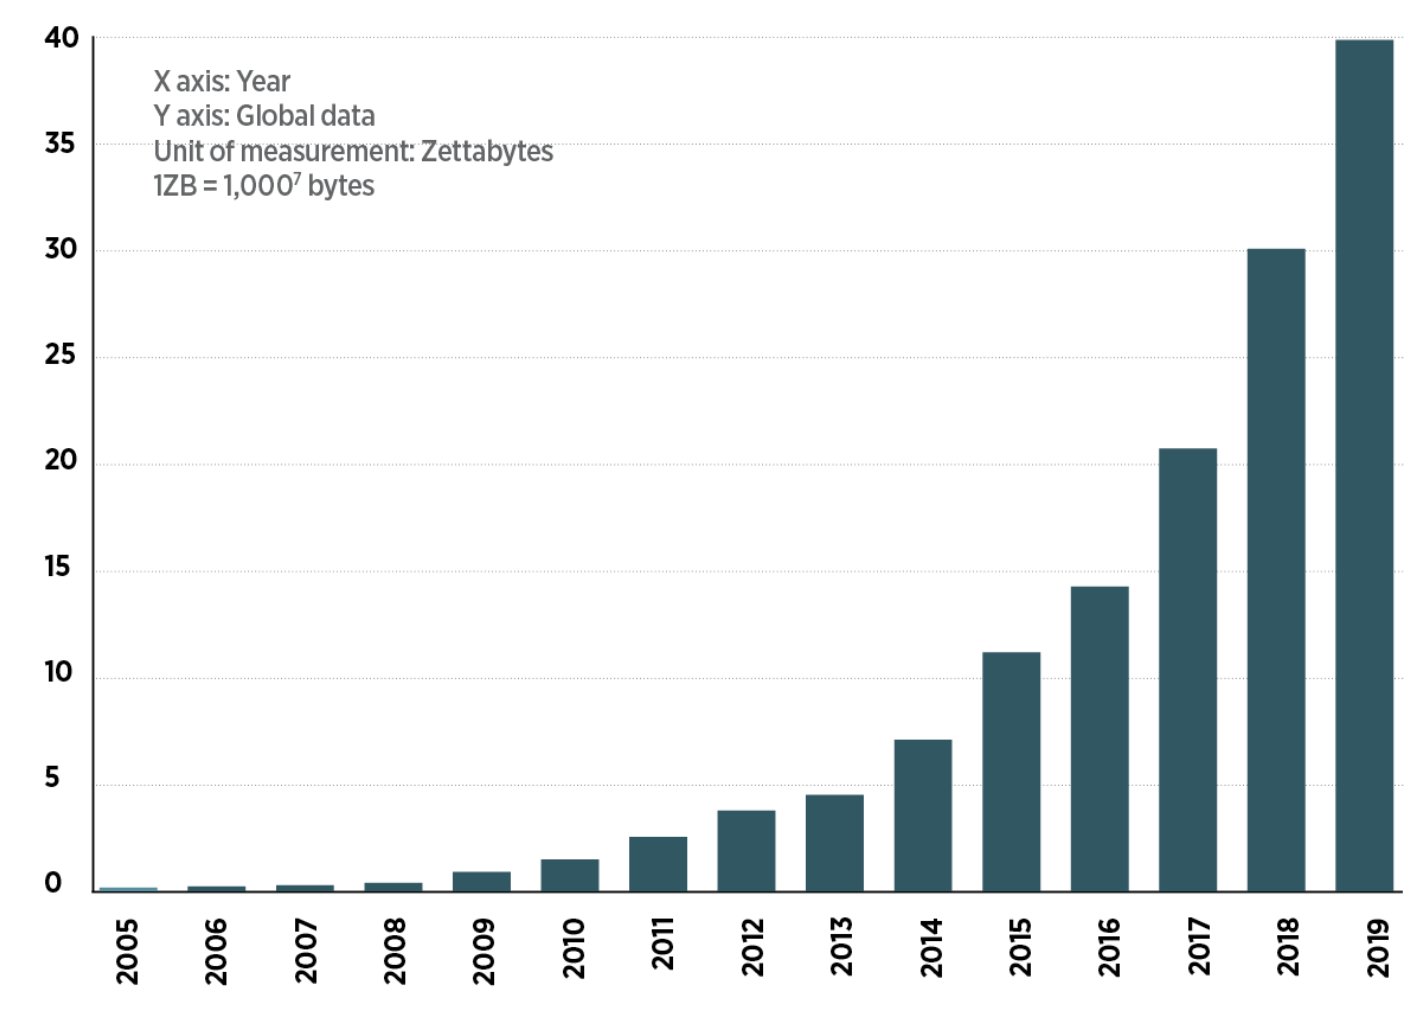 40
X axis: Year
Y axis: Global data
35
Unit of measurement: Zettabytes
1ZB = 1,000⁷ bytes
30
25
20
15
10
5
0
2005 2006 2007 2008 2009 2010 2011 2012 2013 2014 2015 2016 2017 2018 2019